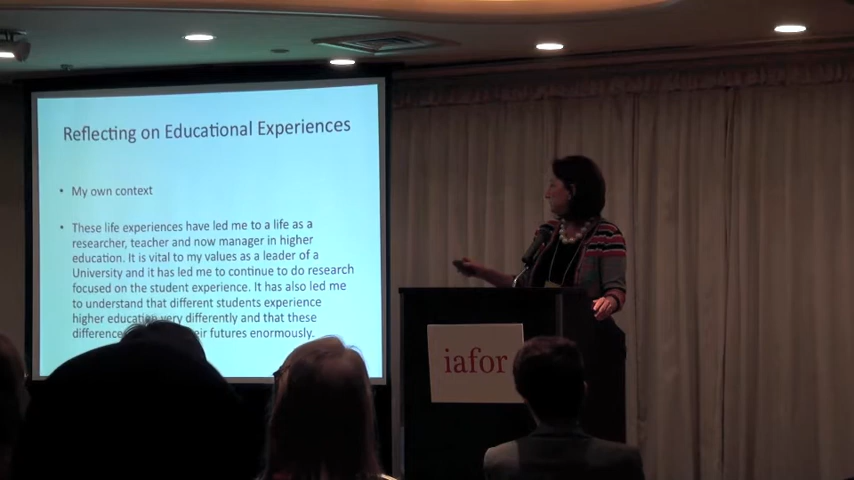 Reflecting on Educational Experiences
• My own context
• These life experiences have led me to a life as a
researcher, teacher and now manager in higher
education. It is vital to my values as a leader of a
University and it has led me to continue to do research
focused on the student experience. It has also led me
to understand that different students experience
higher education very differently and that these
difference eir futures enormously.
iafor